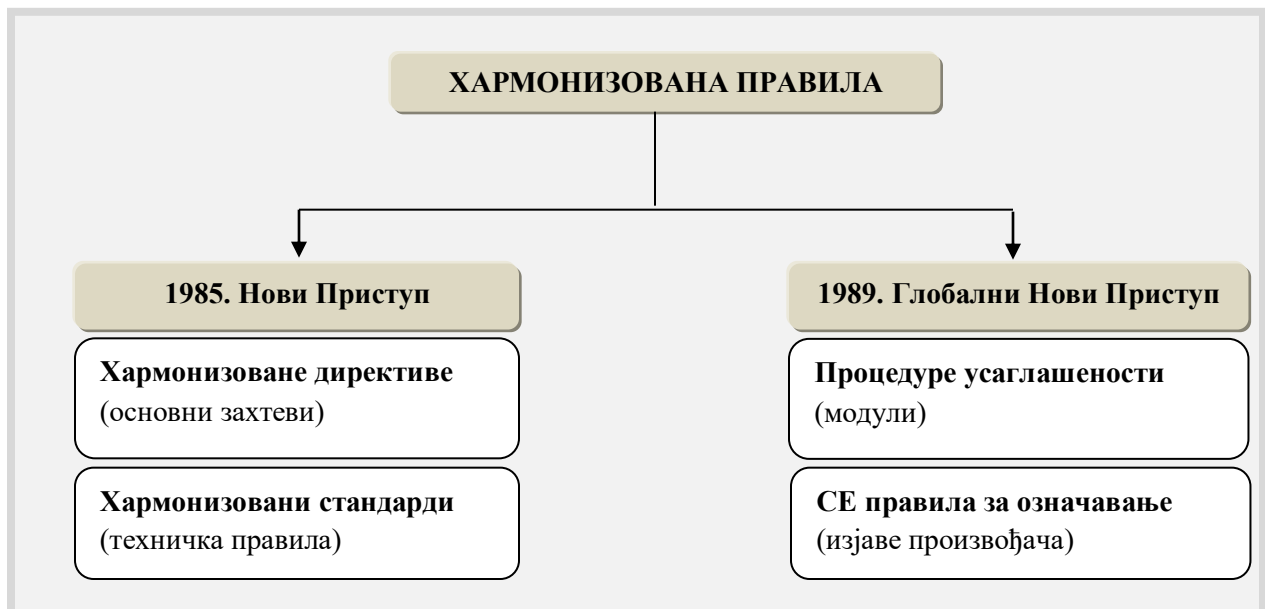 ХАРМОНИЗОВАНА ПРАВИЛА
1985. Нови Приступ
Хармонизоване директиве
(основни захтеви)
Хармонизовани стандарди
(техничка правила)
1989. Глобални Нови Приступ
Процедуре усаглашености
(модули)
СЕ правила за означавање
(изјаве произвођача)